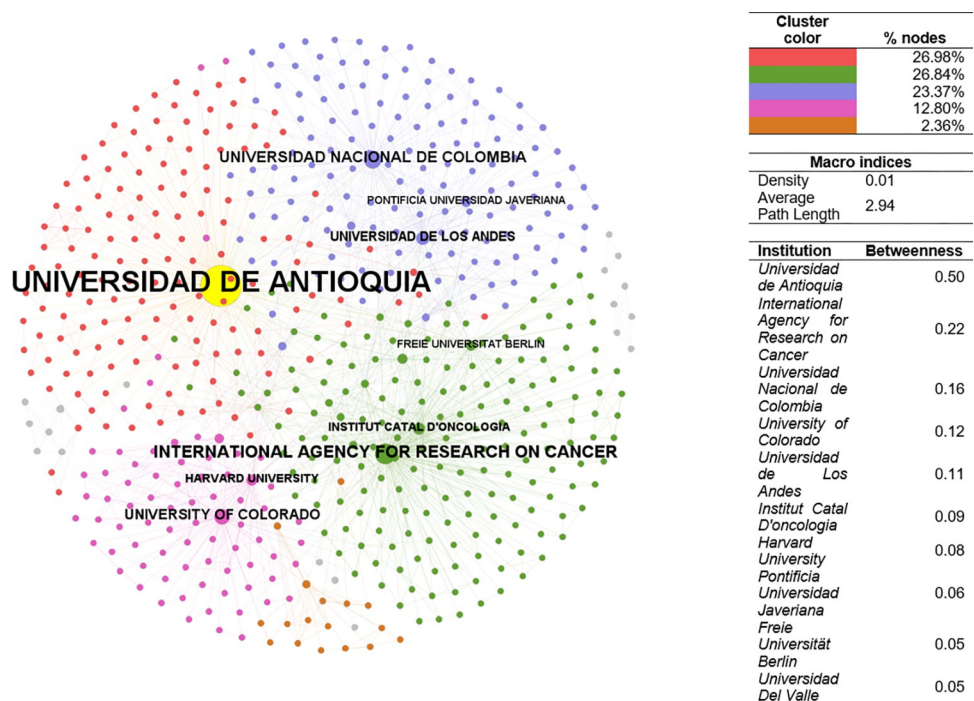 UNIVERSIDAD NACIONAL DE COLOMBIA
PONTIFICIA UNIVERSIDAD JAVERIANA
UNIVERSIDAD DE LOS ANDES
UNIVERSIDAD DE ANTIOQUIA
FREIE UNIVERSITAT BERLIN
INSTITUT CATAL D'ONCOLOGIA
INTERNATIONAL AGENCY FOR RESEARCH ON CANCER
HARVARD UNIVERSITY
UNIVERSITY OF COLORADO
Cluster
color % nodes
26.98%
26.84%
23.37%
12.80%
2.36%
Macro indices
Density 0.01
Average
Path Length 2.94
Institution Betweenness
Universidad
de Antioquia 0.50
International
Agency for
Research on 0.22
Cancer
Universidad
Nacional de 0.16
Colombia
University of
Colorado 0.12
Universidad
de Los 0.11
Andes
Institut Catal
D'oncologia 0.09
Harvard
University 0.08
Pontificia
Universidad 0.06
Javeriana
Freie
Universität 0.05
Berlin
Universidad
Del Valle 0.05